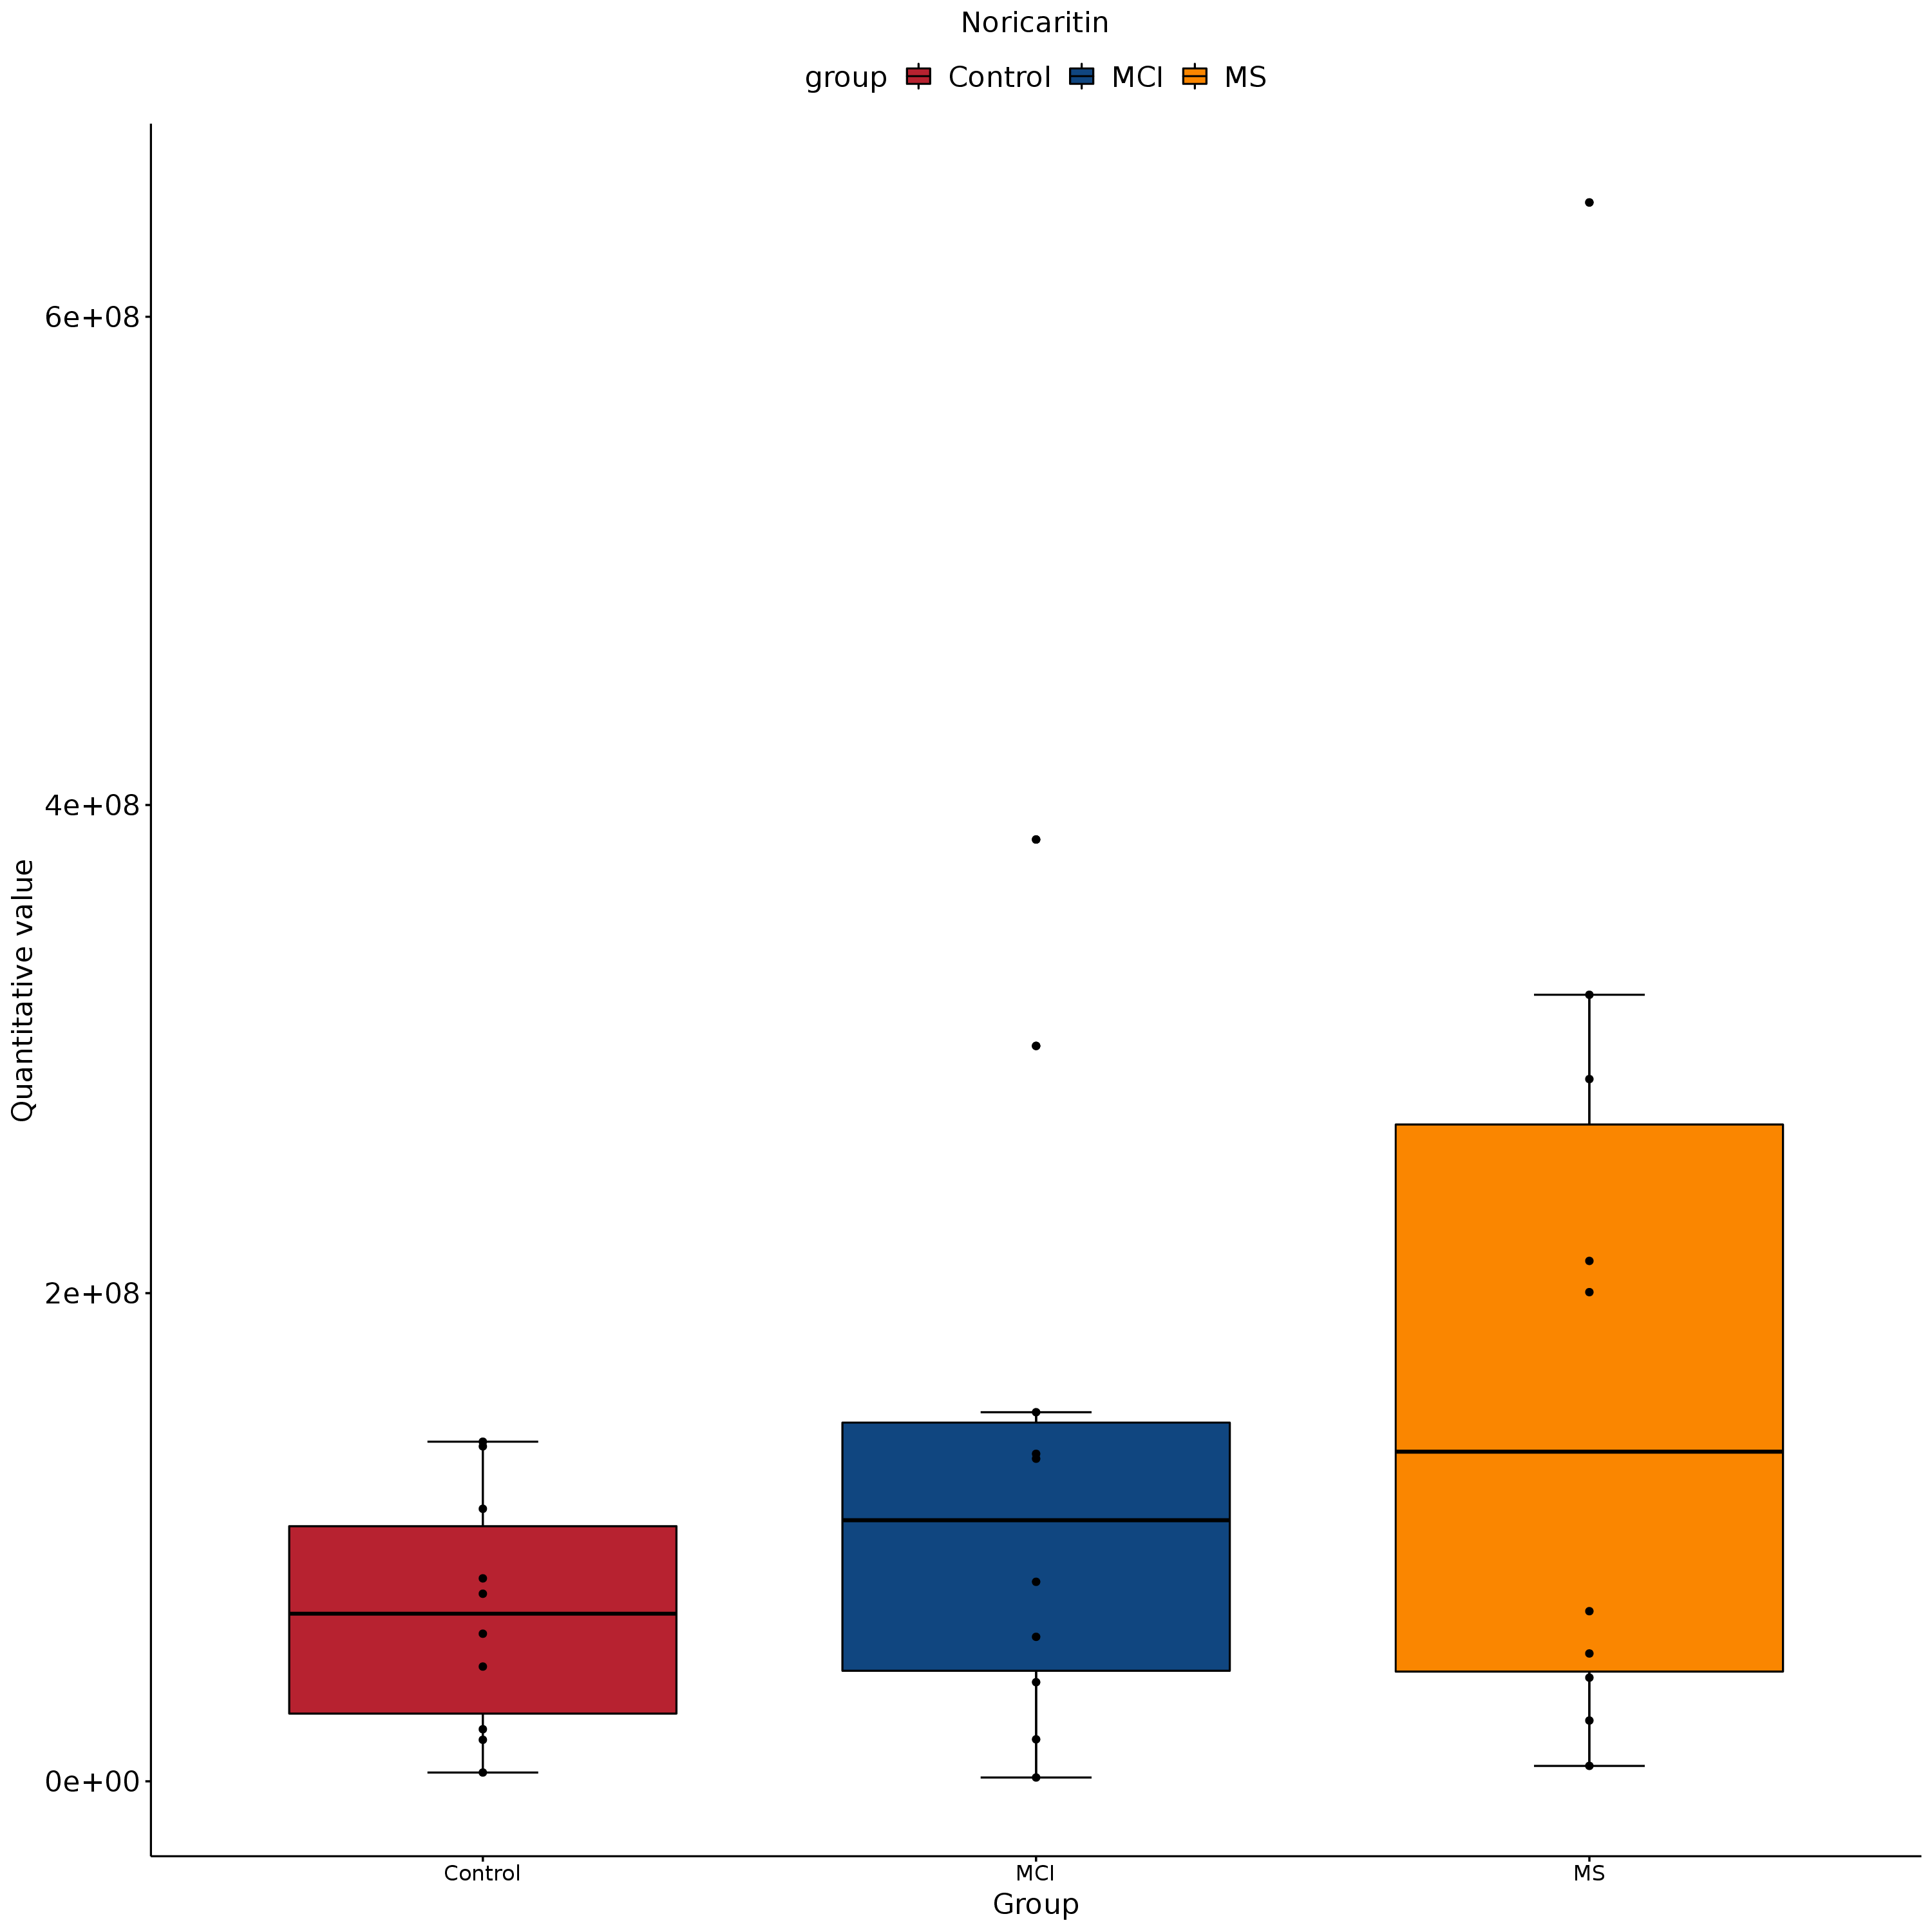 Noricaritin
group Control MCI MS
Quantitative value
6e+08
4e+08
2e+08
0e+00
Control MCI MS
Group